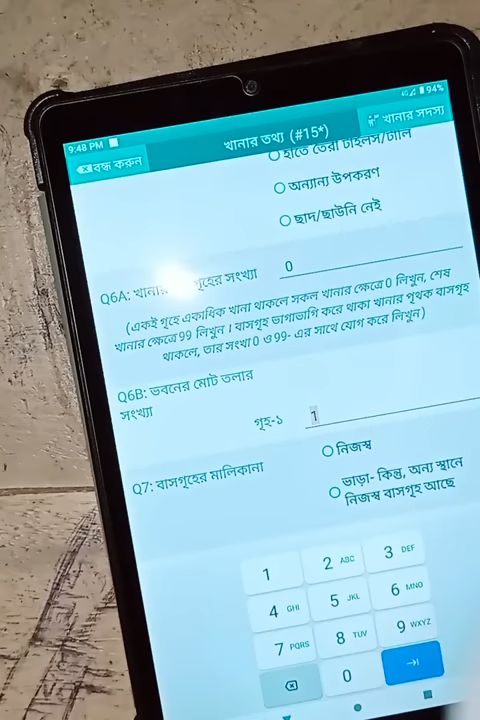 9:48 PM 4G 94%
বন্ধ করুন খানার তথ্য (#15*) খানার সদস্য
হাতে তৈরী টাইলস/টালি
অন্যান্য উপকরণ
ছাদ/ছাউনি নেই
Q6A: গৃহের সংখ্যা 0
(একই গৃহে একাধিক খানা থাকলে সকল খানার ক্ষেত্রে 0 লিখুন, শেষ
খানার ক্ষেত্রে 99 লিখুন । বাসগৃহ ভাগাভাগি করে থাকা খানার পৃথক বাসগৃহ
থাকলে, তার সংখ্যা 0 ও 99- এর সাথে যোগ করে লিখুন)
Q6B: ভবনের মোট তলার
সংখ্যা
গৃহ-১ 1
Q7: বাসগৃহের মালিকানা
নিজস্ব
ভাড়া- কিন্তু, অন্য স্থানে
নিজস্ব বাসগৃহ আছে
1 2 ABC 3 DEF
4 GHI 5 JKL 6 MNO
7 PQRS 8 TUV 9 WXYZ
0